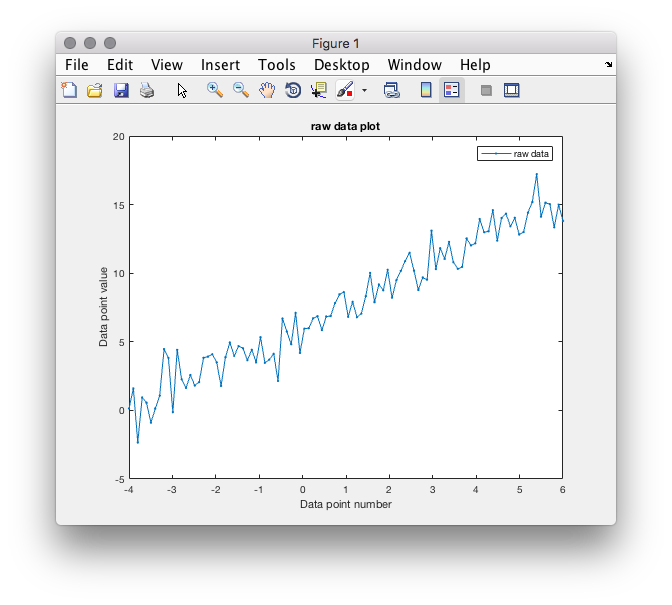 Figure 1
File Edit View Insert Tools Desktop Window Help
raw data plot
raw data
20
15
10
5
0
-5
Data point value
-4 -3 -2 -1 0 1 2 3 4 5 6
Data point number